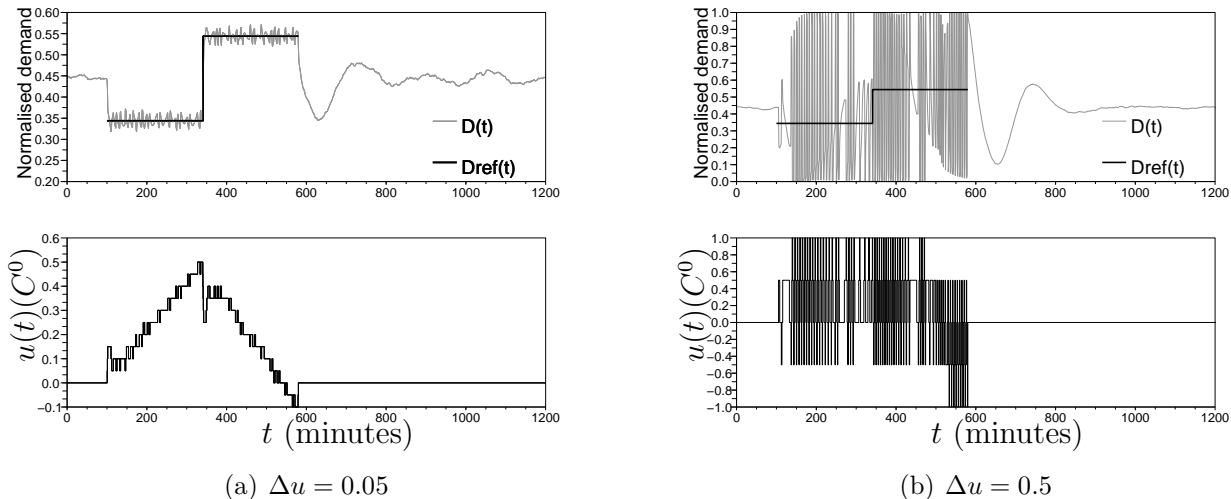 0.60
0.55
0.50
0.45
0.40
0.35
0.30
0.25
0.20
Normalised demand
D(t)
Dref(t)
0 200 400 600 800 1000 1200
1.0
0.9
0.8
0.7
0.6
0.5
0.4
0.3
0.2
0.1
0.0
Normalised demand
D(t)
Dref(t)
0 200 400 600 800 1000 1200
0.6
0.5
0.4
0.3
0.2
0.1
0.0
−0.1
u(t)(C⁰)
0 200 400 600 800 1000 1200
t (minutes)
1.0
0.8
0.6
0.4
0.2
0.0
−0.2
−0.4
−0.6
−0.8
−1.0
u(t)(C⁰)
0 200 400 600 800 1000 1200
t (minutes)
(a) Δu = 0.05
(b) Δu = 0.5